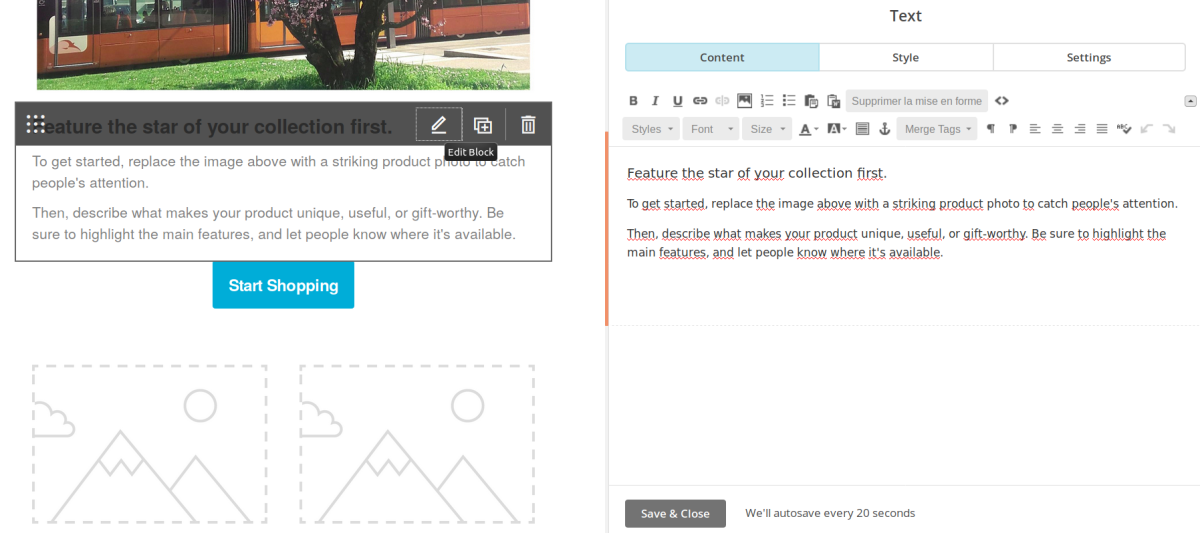 Feature the star of your collection first.
Edit Block
To get started, replace the image above with a striking product photo to catch
people's attention.
Then, describe what makes your product unique, useful, or gift-worthy. Be
sure to highlight the main features, and let people know where it's available.
Start Shopping
Text
Content Style Settings
B I U Supprimer la mise en forme
Styles Font Size A A Merge Tags ABC
Feature the star of your collection first.
To get started, replace the image above with a striking product photo to catch people's attention.
Then, describe what makes your product unique, useful, or gift-worthy. Be sure to highlight the
main features, and let people know where it's available.
Save & Close We'll autosave every 20 seconds